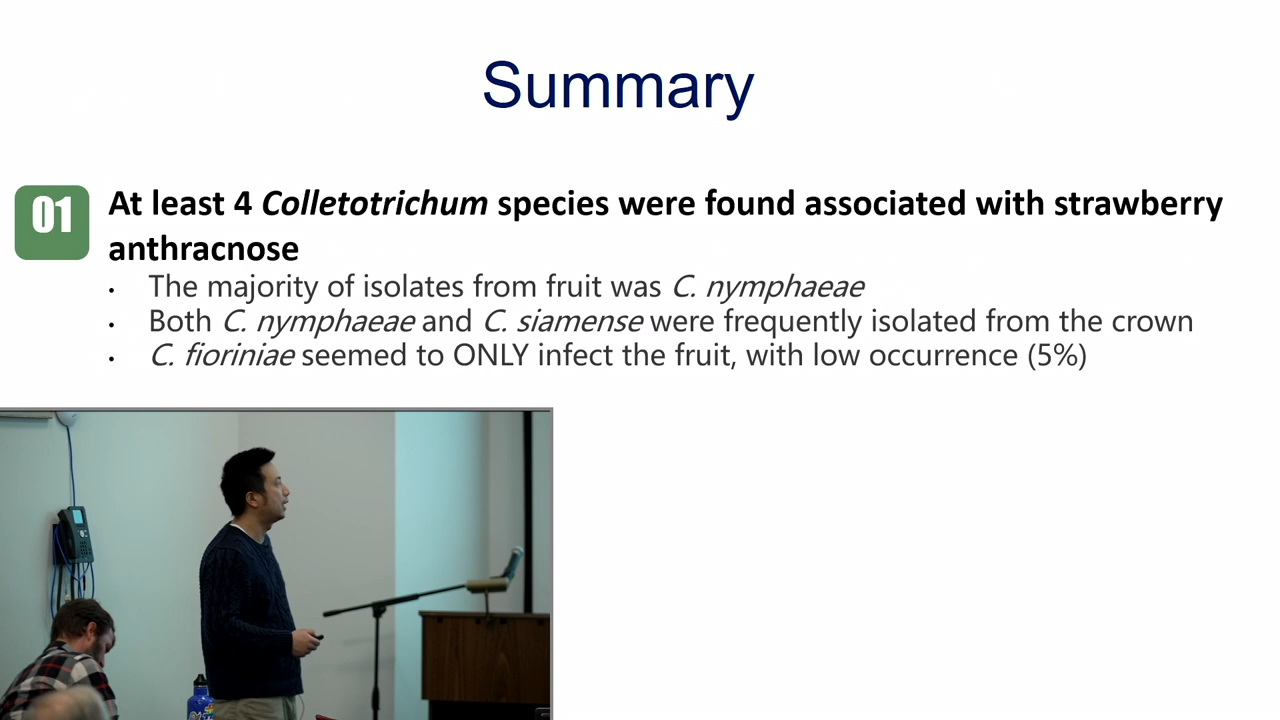 Summary
01
At least 4 Colletotrichum species were found associated with strawberry
anthracnose
• The majority of isolates from fruit was C. nymphaeae
• Both C. nymphaeae and C. siamense were frequently isolated from the crown
• C. fioriniae seemed to ONLY infect the fruit, with low occurrence (5%)